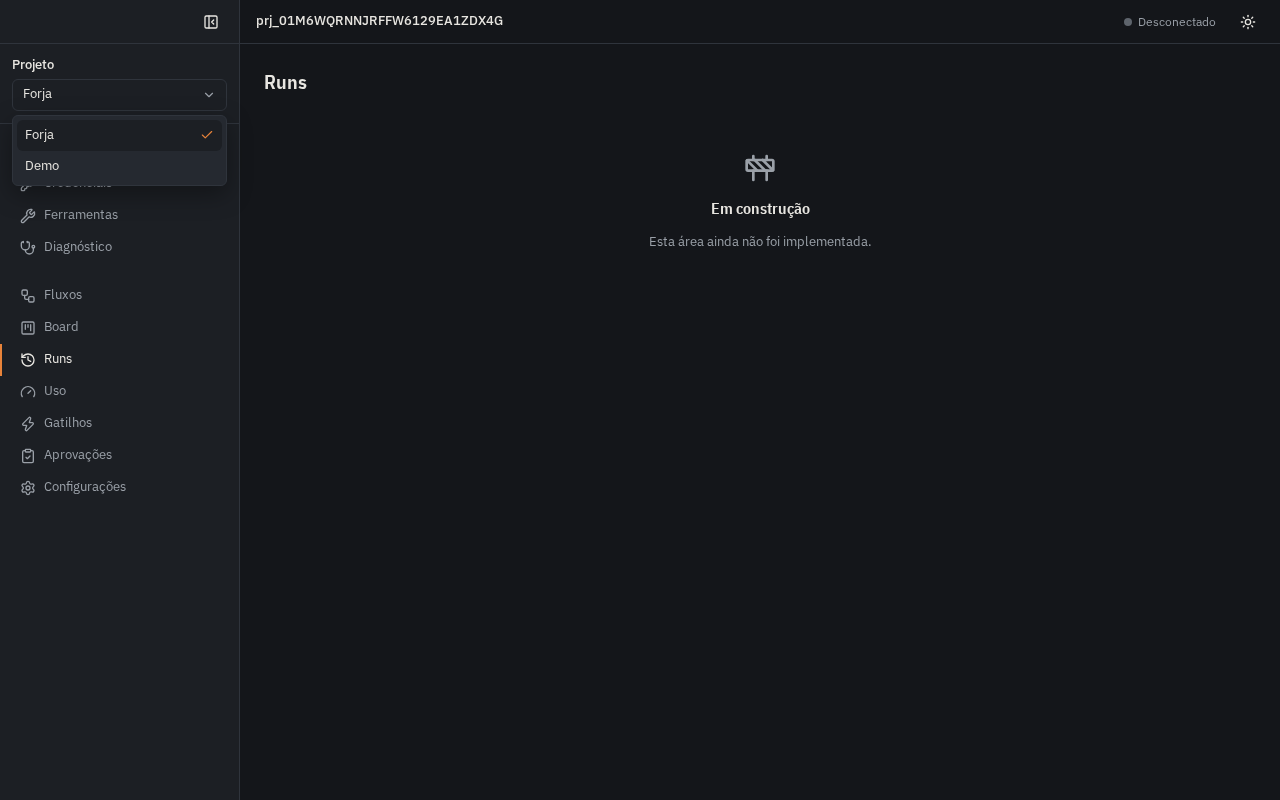 prj_01M6WQRNNJRFFW6129EA1ZDX4G
Desconectado
Projeto
Forja
Forja
Demo
Ferramentas
Diagnóstico
Fluxos
Board
Runs
Uso
Gatilhos
Aprovações
Configurações
Runs
Em construção
Esta área ainda não foi implementada.